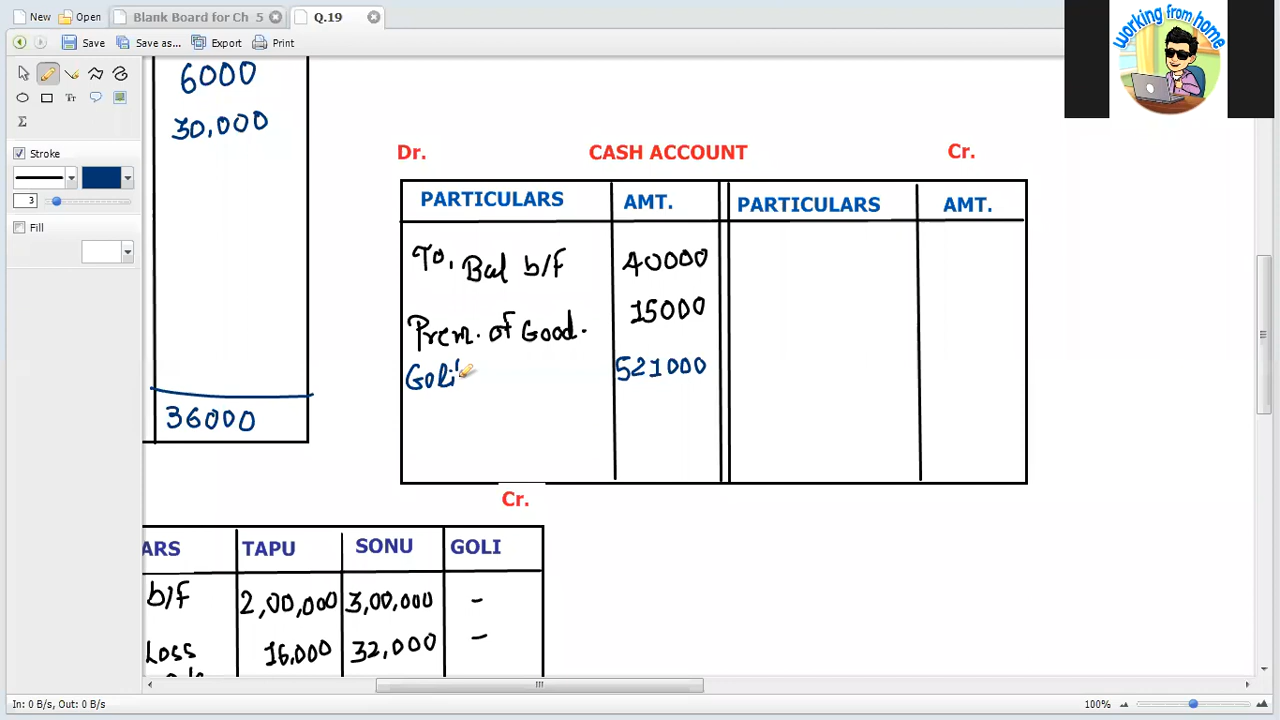 New Open Blank Board for Ch 5 Q.19
Save Save as... Export Print
working from home
Stroke
3
Fill
6000
30,000
36000
Dr. CASH ACCOUNT Cr.
PARTICULARS AMT. PARTICULARS AMT.
To, Bal b/f 40000
Prem. of Good. 15000
Goli' 521000
Cr.
ARS TAPU SONU GOLI
b/f 2,00,000 3,00,000 -
Loss 16,000 32,000 -
In: 0 B/s, Out: 0 B/s 100%